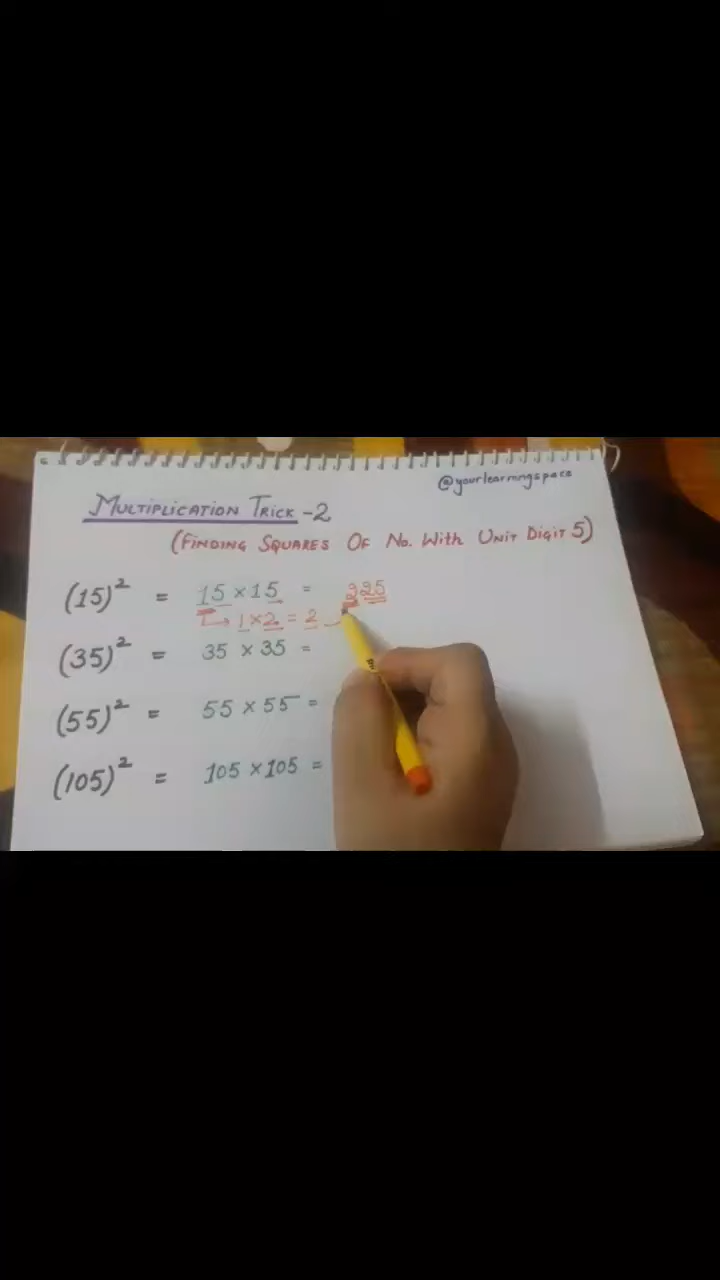 @yourlearningspace
MULTIPLICATION TRICK -2
(FINDING SQUARES OF NO. WITH UNIT DIGIT 5)
(15)² = 15 × 15 = 225
1×2 = 2
(35)² = 35 × 35 =
(55)² = 55 × 55 =
(105)² = 105 × 105 =